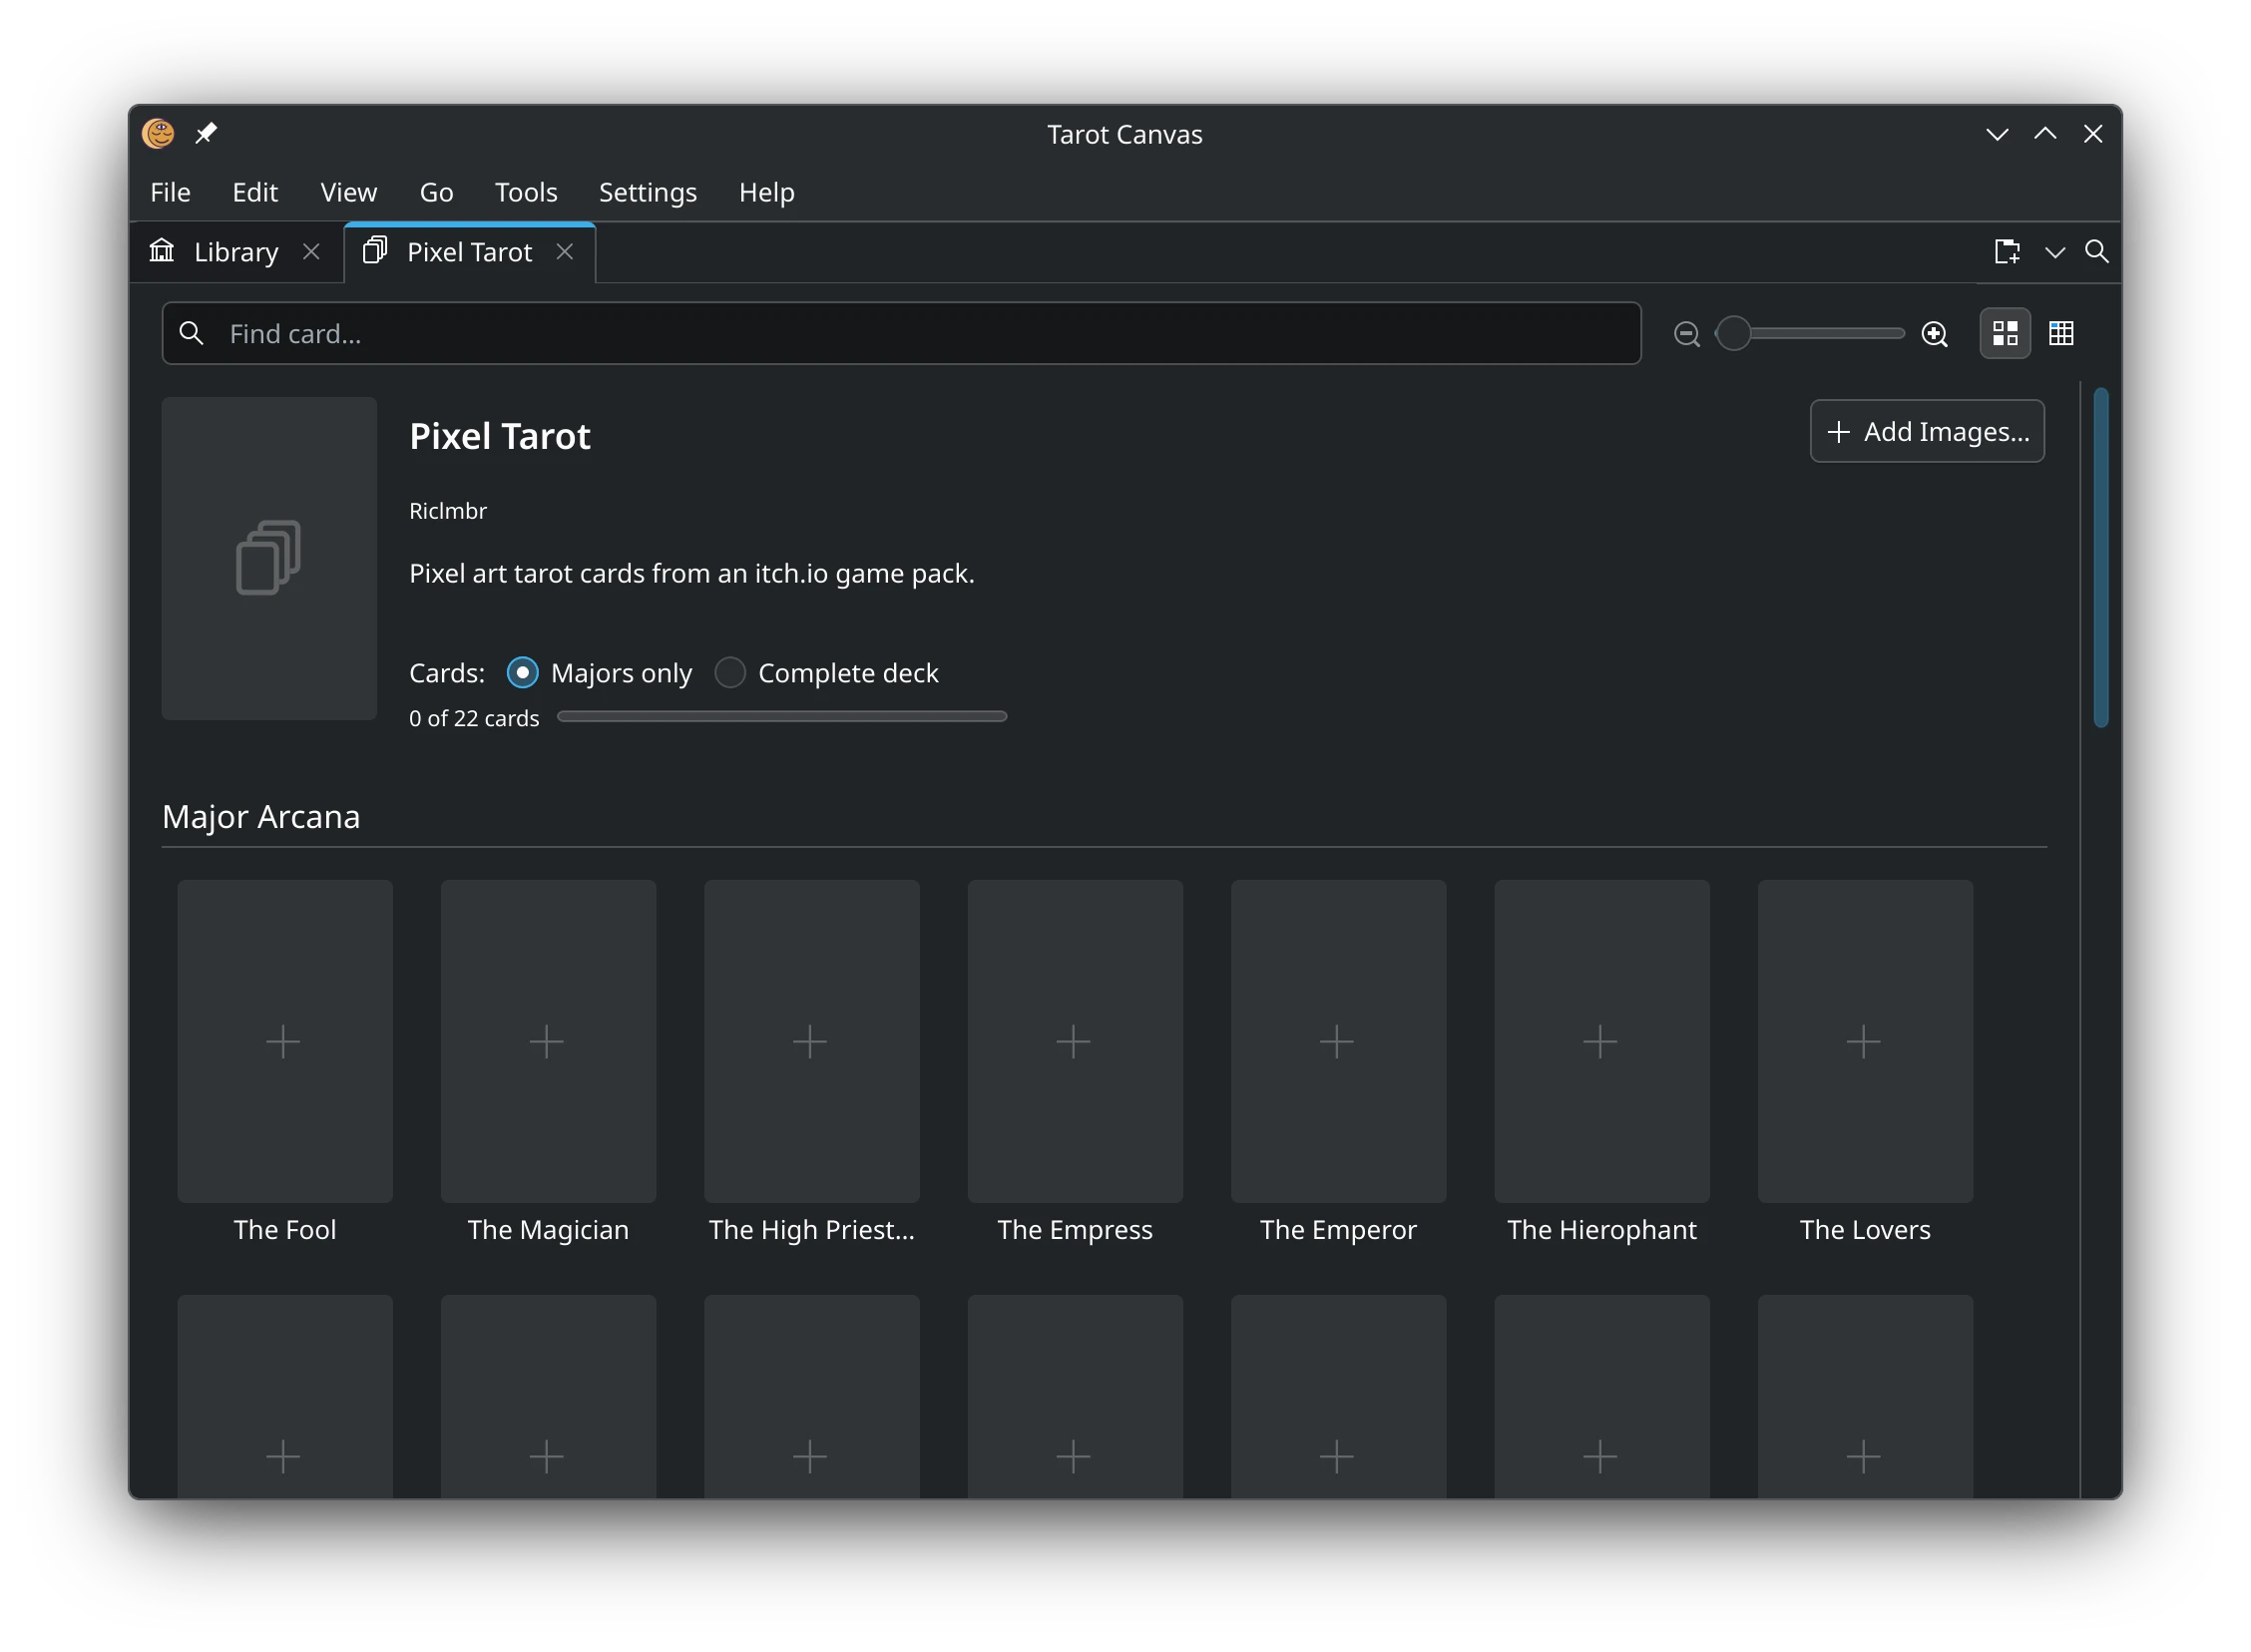 Tarot Canvas
File Edit View Go Tools Settings Help
Library Pixel Tarot
Find card...
Pixel Tarot
Add Images...
Riclmbr
Pixel art tarot cards from an itch.io game pack.
Cards: Majors only Complete deck
0 of 22 cards
Major Arcana
The Fool The Magician The High Priest... The Empress The Emperor The Hierophant The Lovers